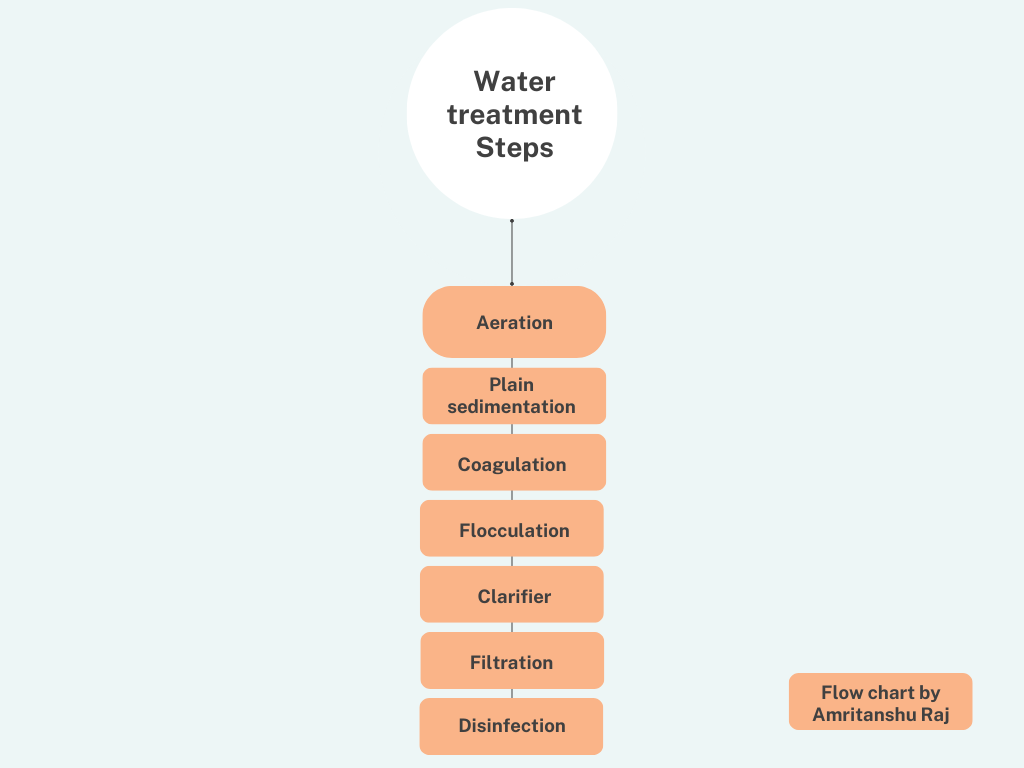 Water
treatment
Steps
Aeration
Plain
sedimentation
Coagulation
Flocculation
Clarifier
Filtration
Disinfection
Flow chart by
Amritanshu Raj